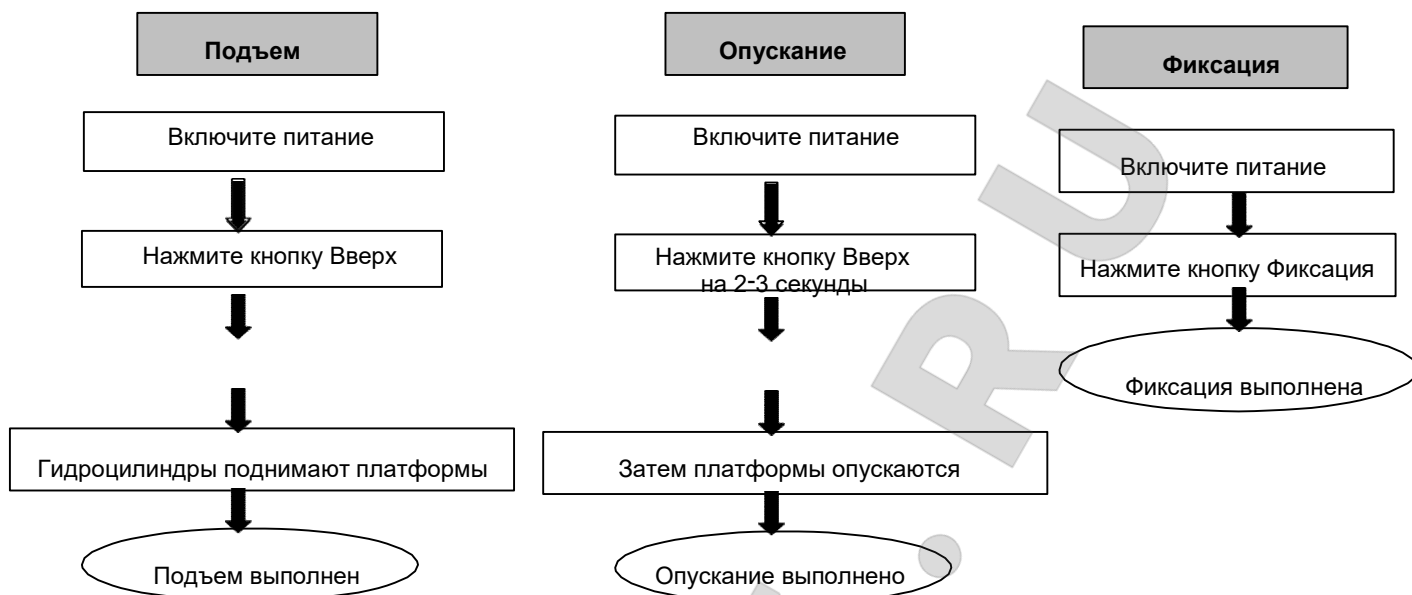 Подъем
Включите питание
Нажмите кнопку Вверх
Гидроцилиндры поднимают платформы
Подъем выполнен
Опускание
Включите питание
Нажмите кнопку Вверх
на 2-3 секунды
Затем платформы опускаются
Опускание выполнено
Фиксация
Включите питание
Нажмите кнопку Фиксация
Фиксация выполнена
. R U